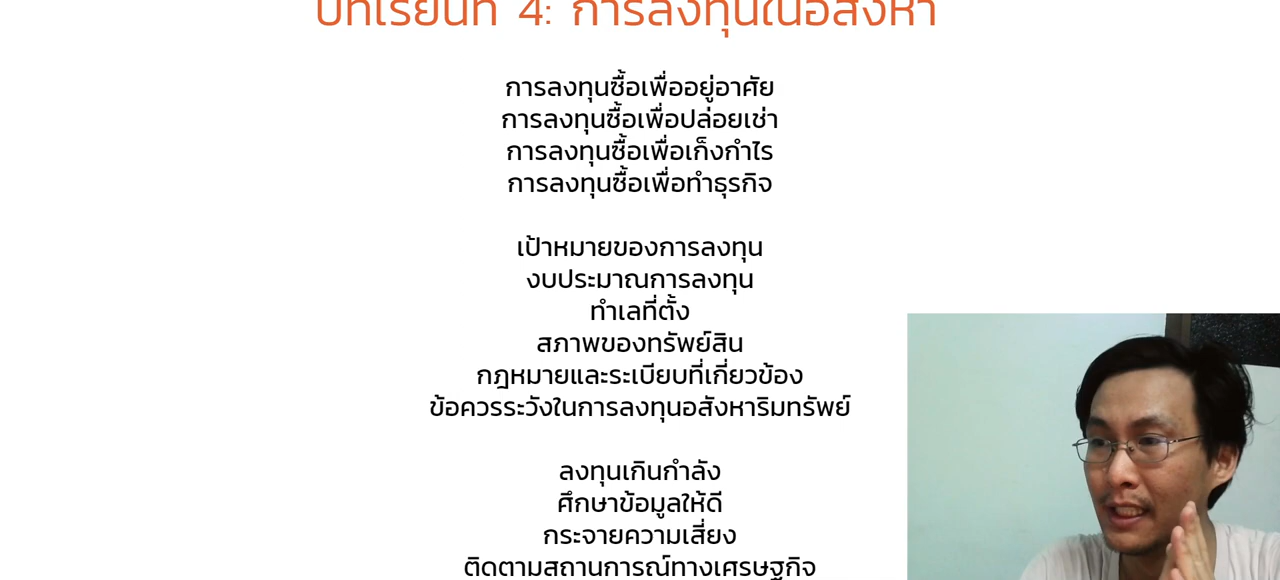 บทเรียนที่ 4: การลงทุนในอสังหา
การลงทุนซื้อเพื่ออยู่อาศัย
การลงทุนซื้อเพื่อปล่อยเช่า
การลงทุนซื้อเพื่อเก็งกำไร
การลงทุนซื้อเพื่อทำธุรกิจ
เป้าหมายของการลงทุน
งบประมาณการลงทุน
ทำเลที่ตั้ง
สภาพของทรัพย์สิน
กฎหมายและระเบียบที่เกี่ยวข้อง
ข้อควรระวังในการลงทุนอสังหาริมทรัพย์
ลงทุนเกินกำลัง
ศึกษาข้อมูลให้ดี
กระจายความเสี่ยง
ติดตามสถานการณ์ทางเศรษฐกิจ